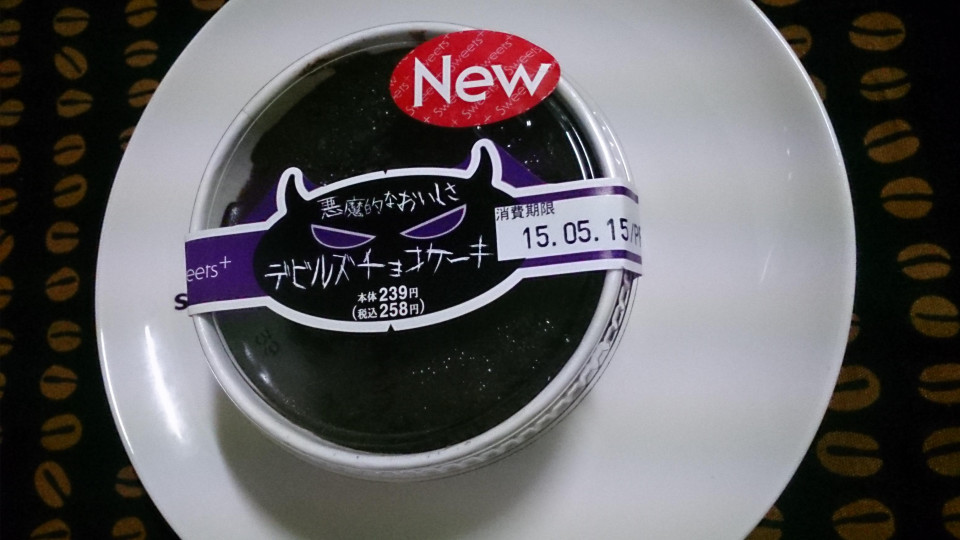 New
悪魔的なおいしさ
デビルズチョコケーキ
本体239円
(税込258円)
消費期限
15.05.15/P
eets+